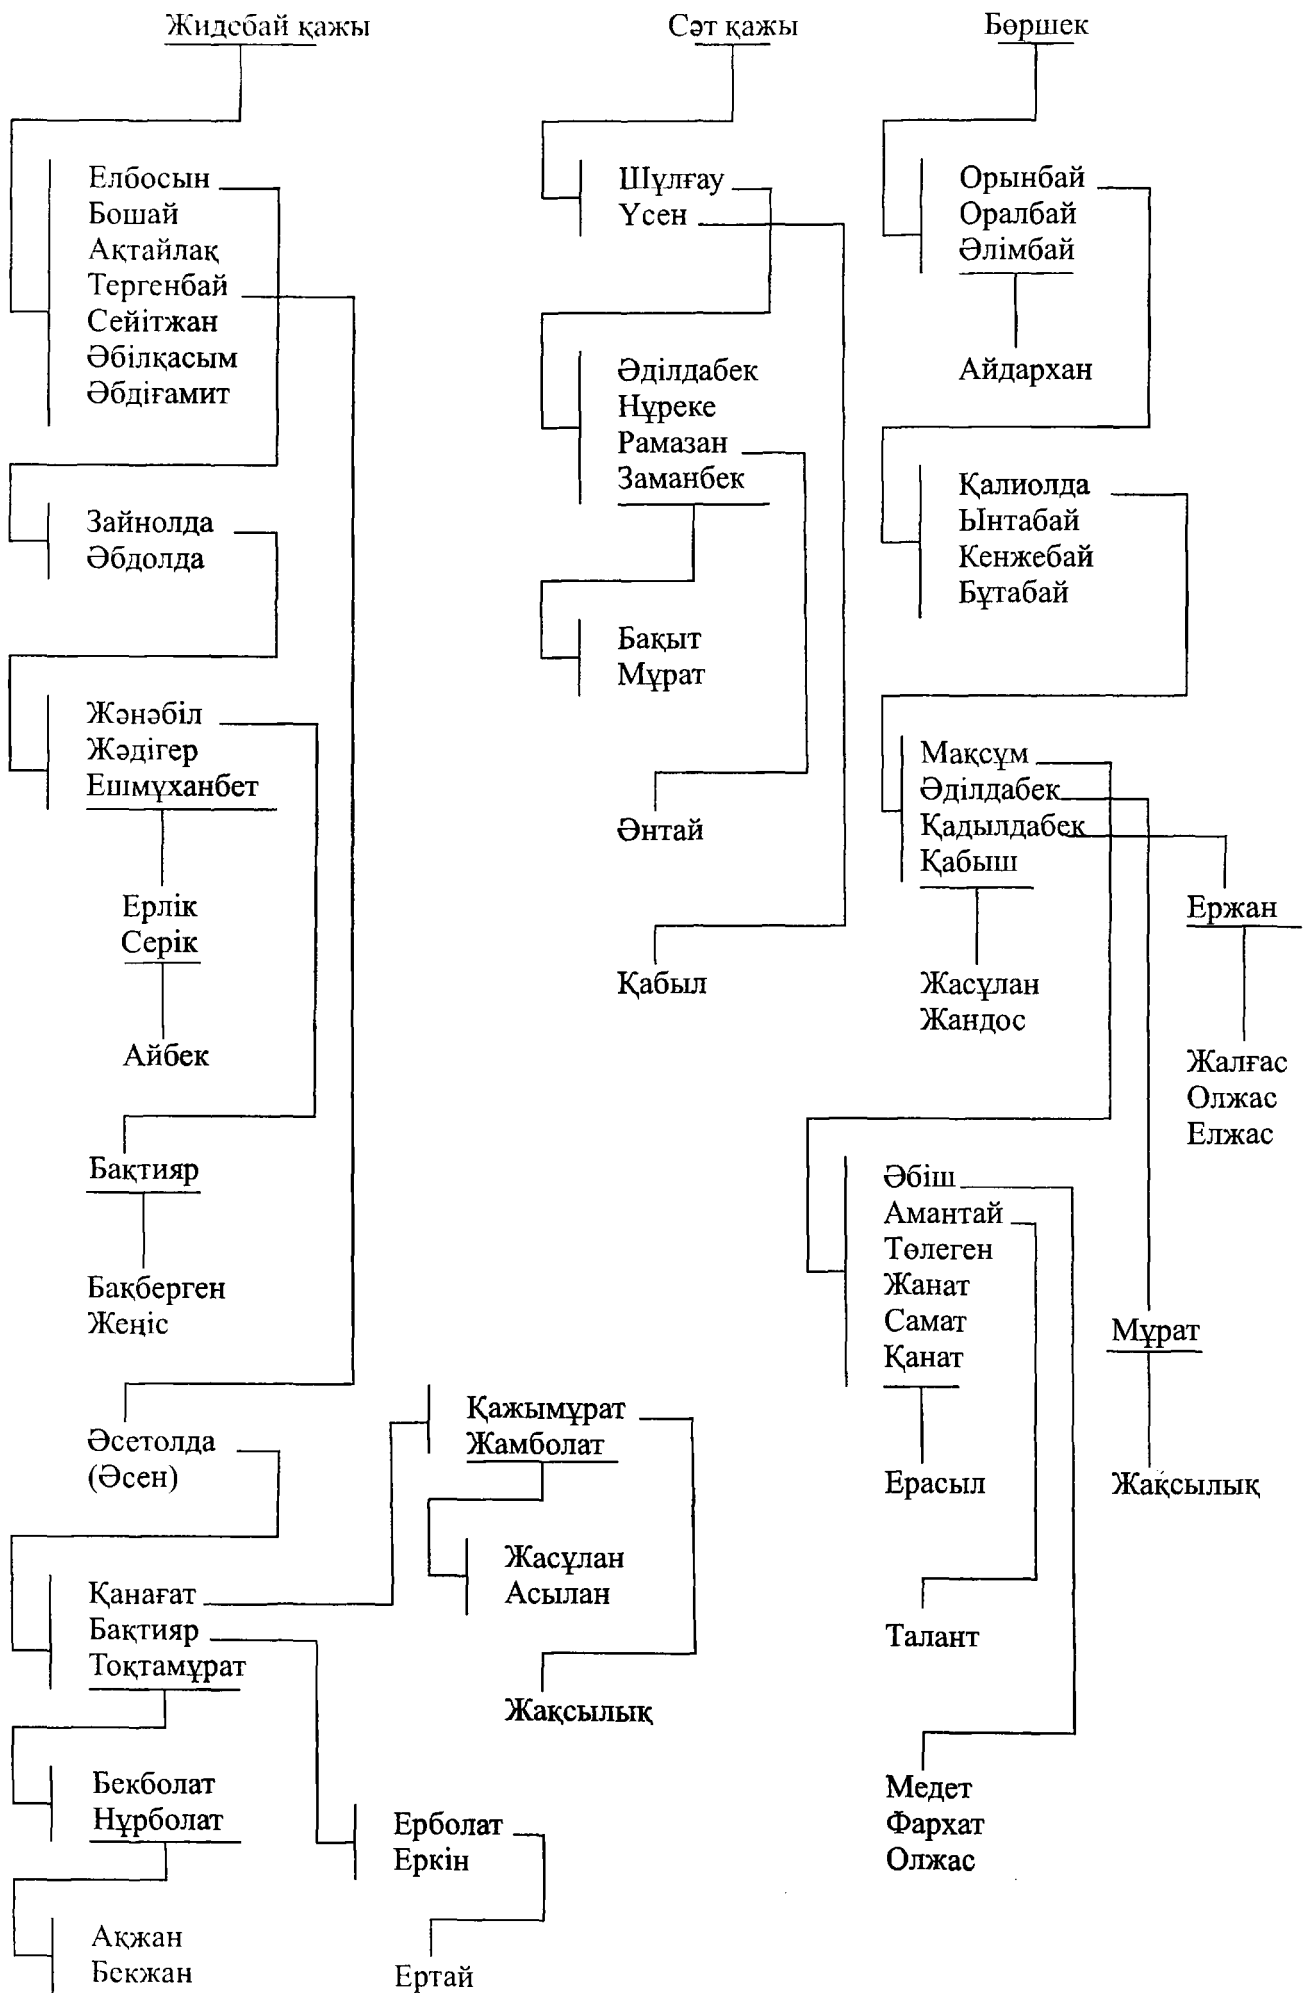 Жидебай қажы
Елбосын
Бошай
Ақтайлақ
Тергенбай
Сейітжан
Әбілқасым
Әбдіғамит
Зайнолда
Әбдолда
Жәнәбіл
Жәдігер
Ешмұханбет
Ерлік
Серік
Айбек
Бақтияр
Бақберген
Жеңіс
Әсетолда
(Әсен)
Қанағат
Бақтияр
Тоқтамұрат
Бекболат
Нұрболат
Ақжан
Бекжан
Қажымұрат
Жамболат
Жасұлан
Асылан
Жақсылық
Ерболат
Еркін
Ертай
Сәт қажы
Шұлғау
Үсен
Әділдабек
Нұреке
Рамазан
Заманбек
Бақыт
Мұрат
Әнтай
Қабыл
Бөршек
Орынбай
Оралбай
Әлімбай
Айдархан
Қалиолда
Ынтабай
Кенжебай
Бұтабай
Мақсұм
Әділдабек
Қадылдабек
Қабыш
Жасұлан
Жандос
Ержан
Жалғас
Олжас
Елжас
Әбіш
Амантай
Төлеген
Жанат
Самат
Қанат
Ерасыл
Мұрат
Жақсылық
Талант
Медет
Фархат
Олжас